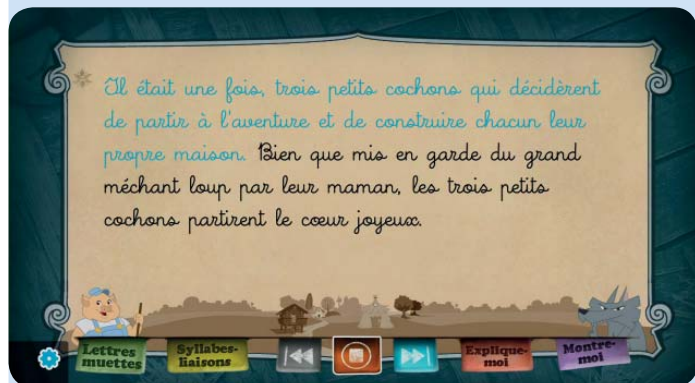 Il était une fois, trois petits cochons qui décidèrent
de partir à l'aventure et de construire chacun leur
propre maison. Bien que mis en garde du grand
méchant loup par leur maman, les trois petits
cochons partirent le cœur joyeux.
Lettres
muettes
Syllabes-
liaisons
Explique-
moi
Montre-
moi